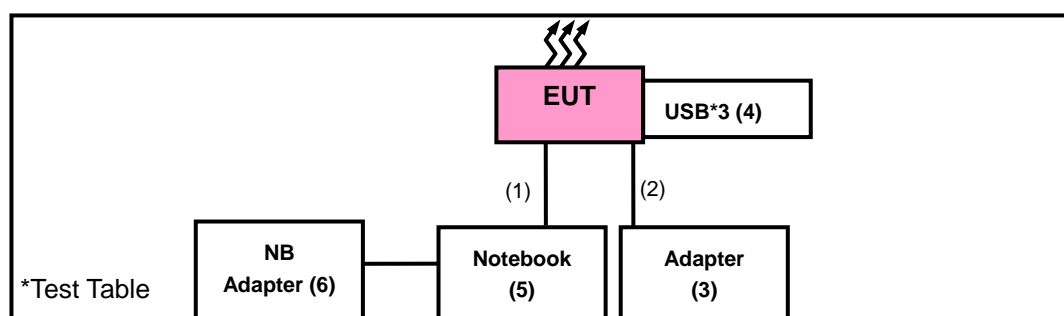 EUT
USB*3 (4)
(1)
(2)
NB
Adapter (6)
Notebook
(5)
Adapter
(3)
*Test Table